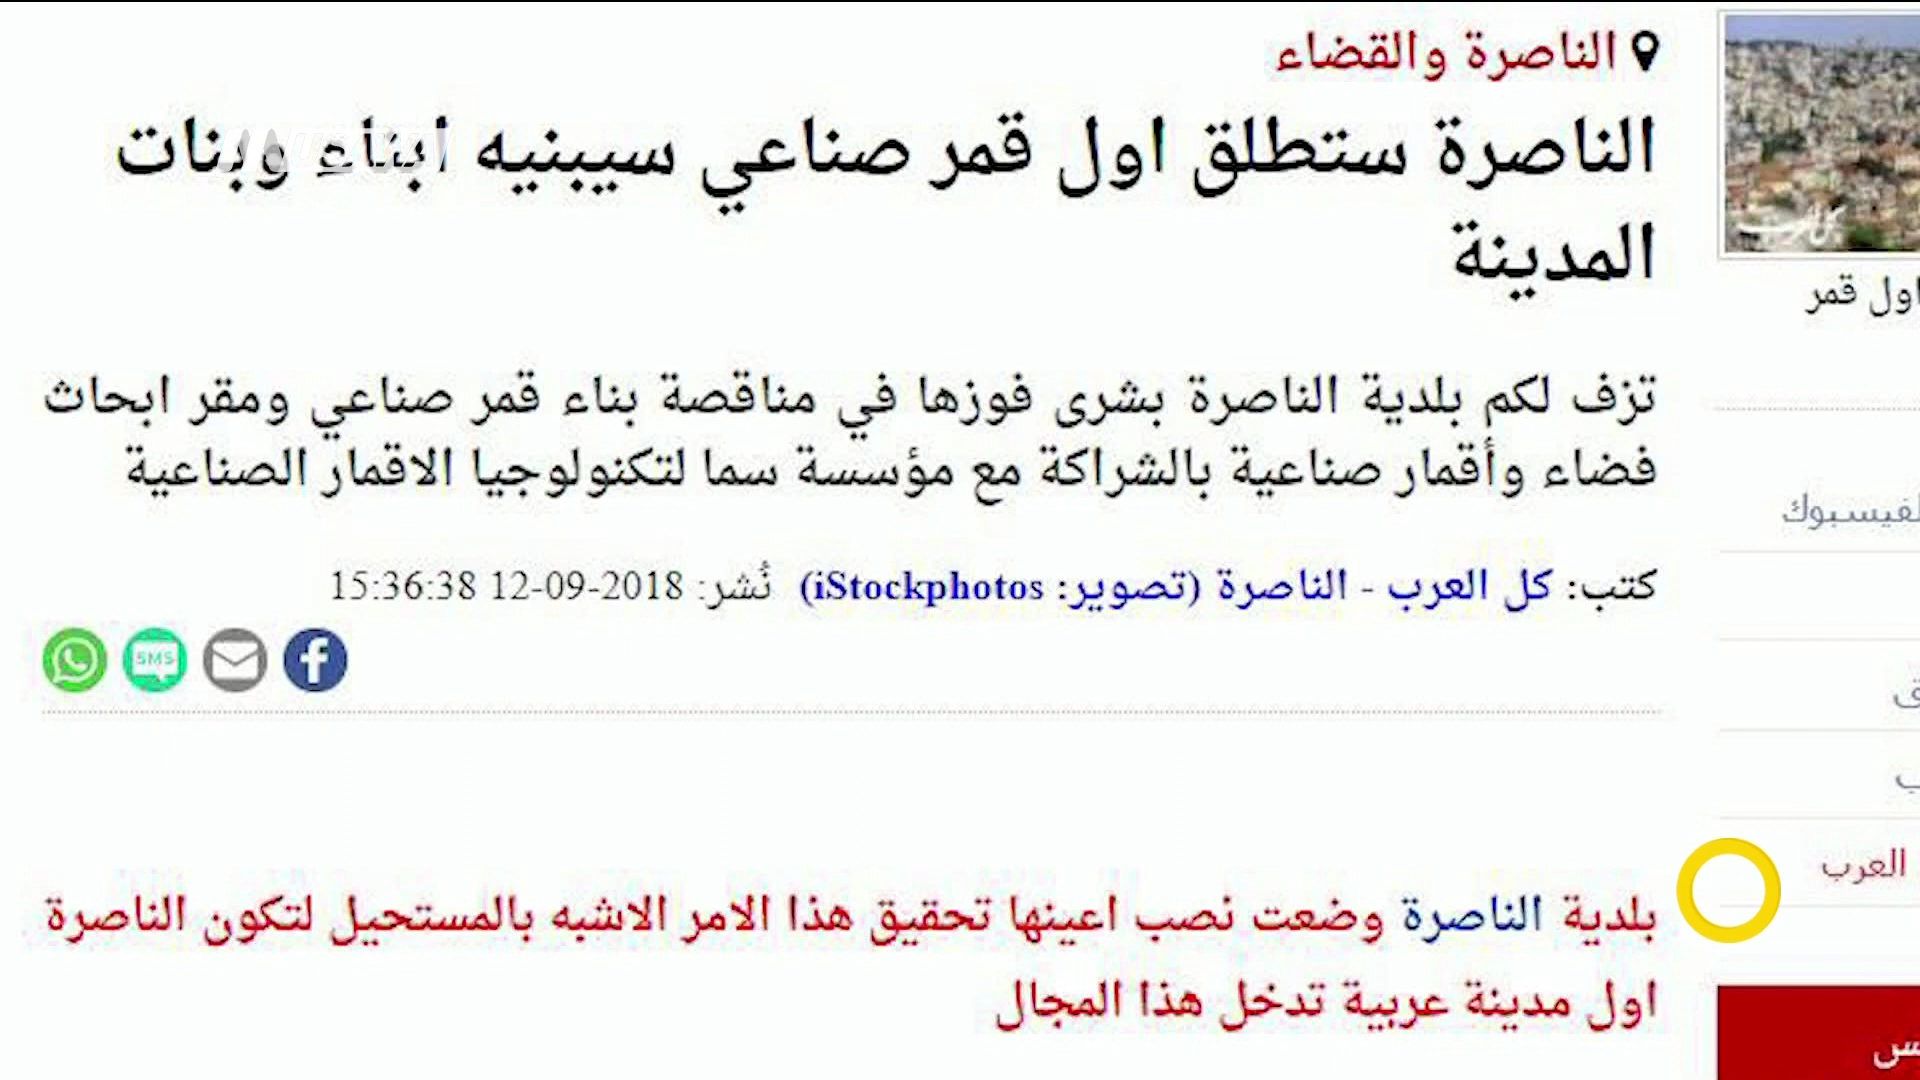 الناصرة والقضاء
الناصرة ستطلق اول قمر صناعي سيبنيه ابناء وبنات
المدينة
تزف لكم بلدية الناصرة بشرى فوزها في مناقصة بناء قمر صناعي ومقر ابحاث
فضاء وأقمار صناعية بالشراكة مع مؤسسة سما لتكنولوجيا الاقمار الصناعية
كتب: كل العرب - الناصرة (تصوير: iStockphotos) نُشر: 12-09-2018 15:36:38
SMS
بلدية الناصرة وضعت نصب اعينها تحقيق هذا الامر الاشبه بالمستحيل لتكون الناصرة
اول مدينة عربية تدخل هذا المجال
اول قمر
العرب